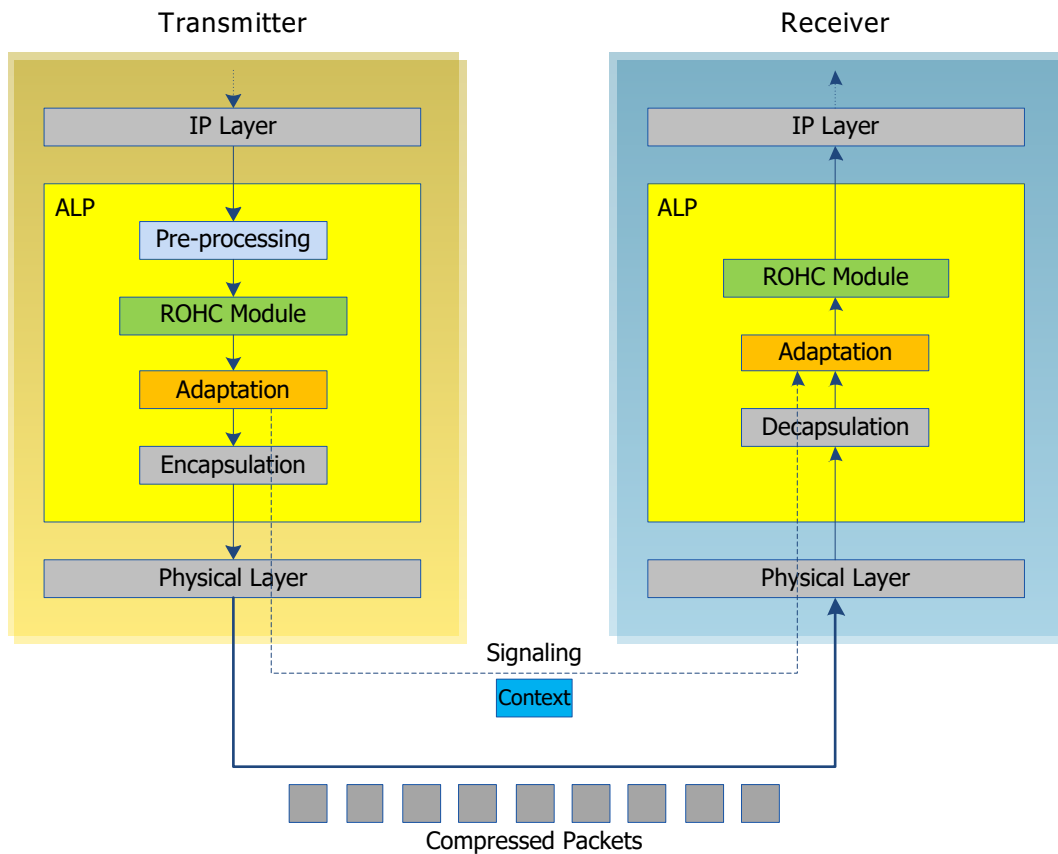 Transmitter
Receiver
IP Layer
IP Layer
ALP
ALP
Pre-processing
ROHC Module
ROHC Module
Adaptation
Adaptation
Decapsulation
Encapsulation
Physical Layer
Physical Layer
Signaling
Context
Compressed Packets